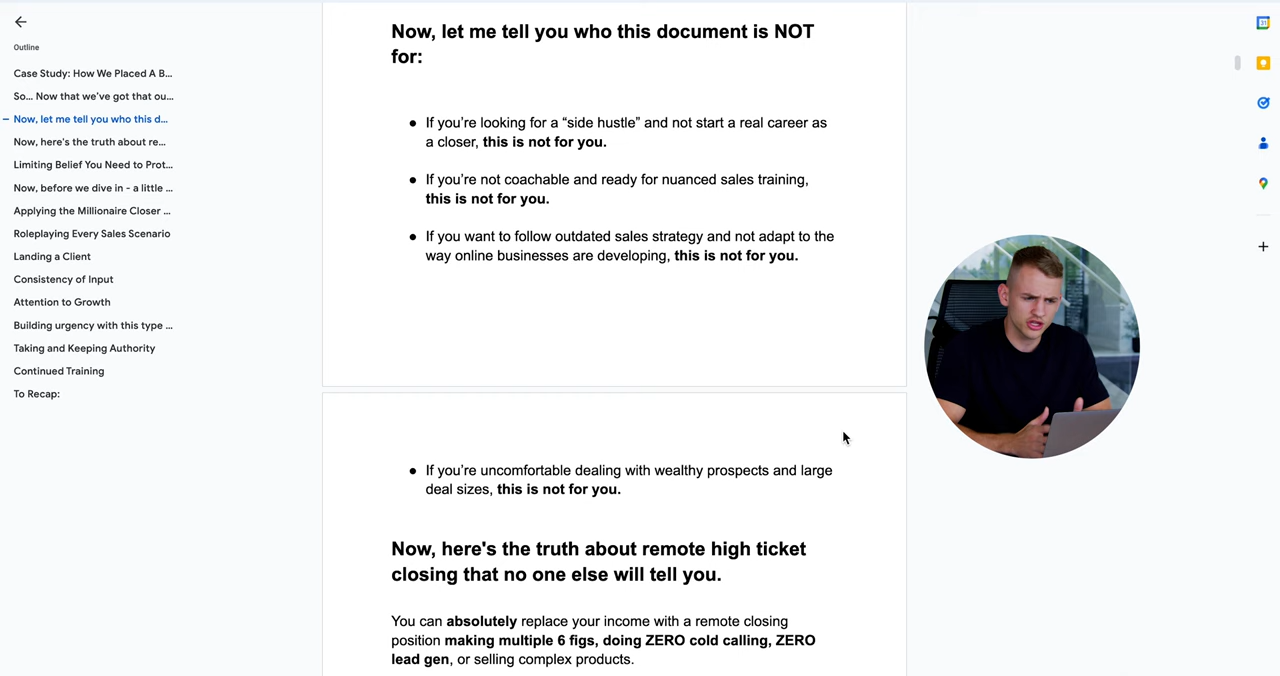 Outline
Case Study: How We Placed A B...
So... Now that we've got that ou...
Now, let me tell you who this d...
Now, here's the truth about re...
Limiting Belief You Need to Prot...
Now, before we dive in - a little ...
Applying the Millionaire Closer ...
Roleplaying Every Sales Scenario
Landing a Client
Consistency of Input
Attention to Growth
Building urgency with this type ...
Taking and Keeping Authority
Continued Training
To Recap:
Now, let me tell you who this document is NOT
for:
● If you're looking for a “side hustle” and not start a real career as
a closer, this is not for you.
● If you're not coachable and ready for nuanced sales training,
this is not for you.
● If you want to follow outdated sales strategy and not adapt to the
way online businesses are developing, this is not for you.
● If you're uncomfortable dealing with wealthy prospects and large
deal sizes, this is not for you.
Now, here's the truth about remote high ticket
closing that no one else will tell you.
You can absolutely replace your income with a remote closing
position making multiple 6 figs, doing ZERO cold calling, ZERO
lead gen, or selling complex products.
31